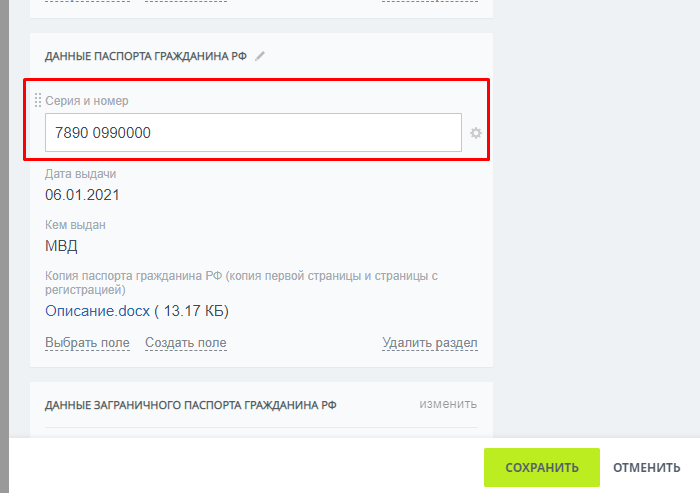 ДАННЫЕ ПАСПОРТА ГРАЖДАНИНА РФ
Серия и номер
7890 0990000
Дата выдачи
06.01.2021
Кем выдан
МВД
Копия паспорта гражданина РФ (копия первой страницы и страницы с
регистрацией)
Описание.docx ( 13.17 КБ)
Выбрать поле Создать поле Удалить раздел
ДАННЫЕ ЗАГРАНИЧНОГО ПАСПОРТА ГРАЖДАНИНА РФ изменить
СОХРАНИТЬ ОТМЕНИТЬ